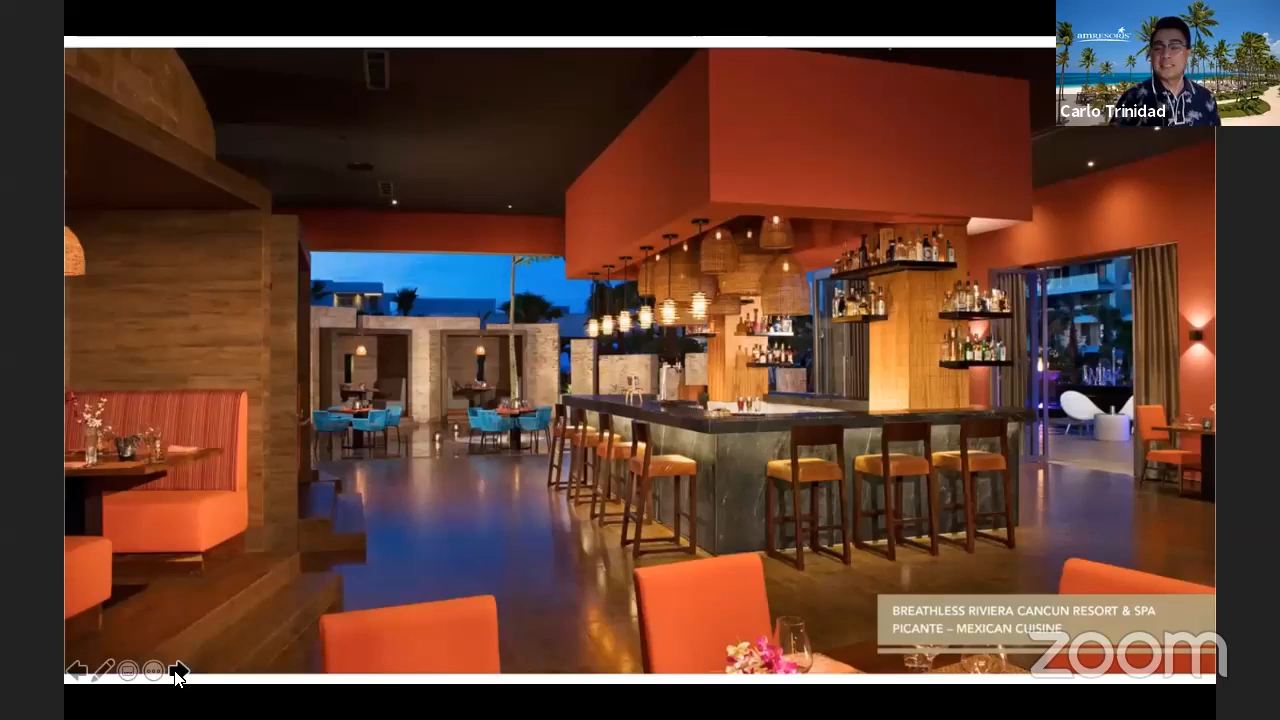 amRESORTS
Carlo Trinidad
BREATHLESS RIVIERA CANCUN RESORT & SPA
PICANTE – MEXICAN CUISINE
zoom